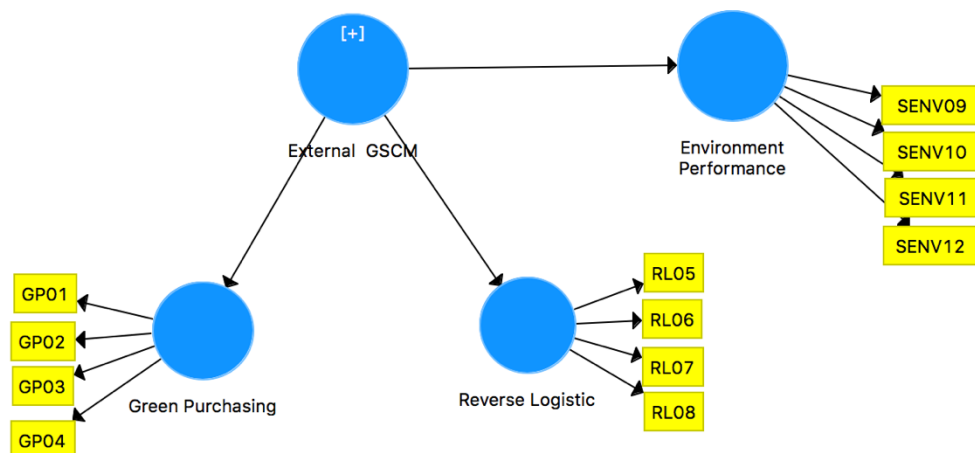 [+]
External GSCM
Environment
Performance
SENV09
SENV10
SENV11
SENV12
GP01
GP02
GP03
GP04
Green Purchasing
RL05
RL06
RL07
RL08
Reverse Logistic